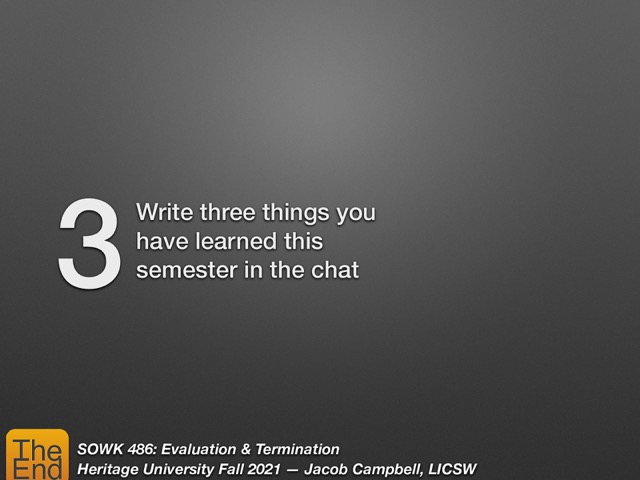 3
Write three things you
have learned this
semester in the chat
The
End
SOWK 486: Evaluation & Termination
Heritage University Fall 2021 — Jacob Campbell, LICSW